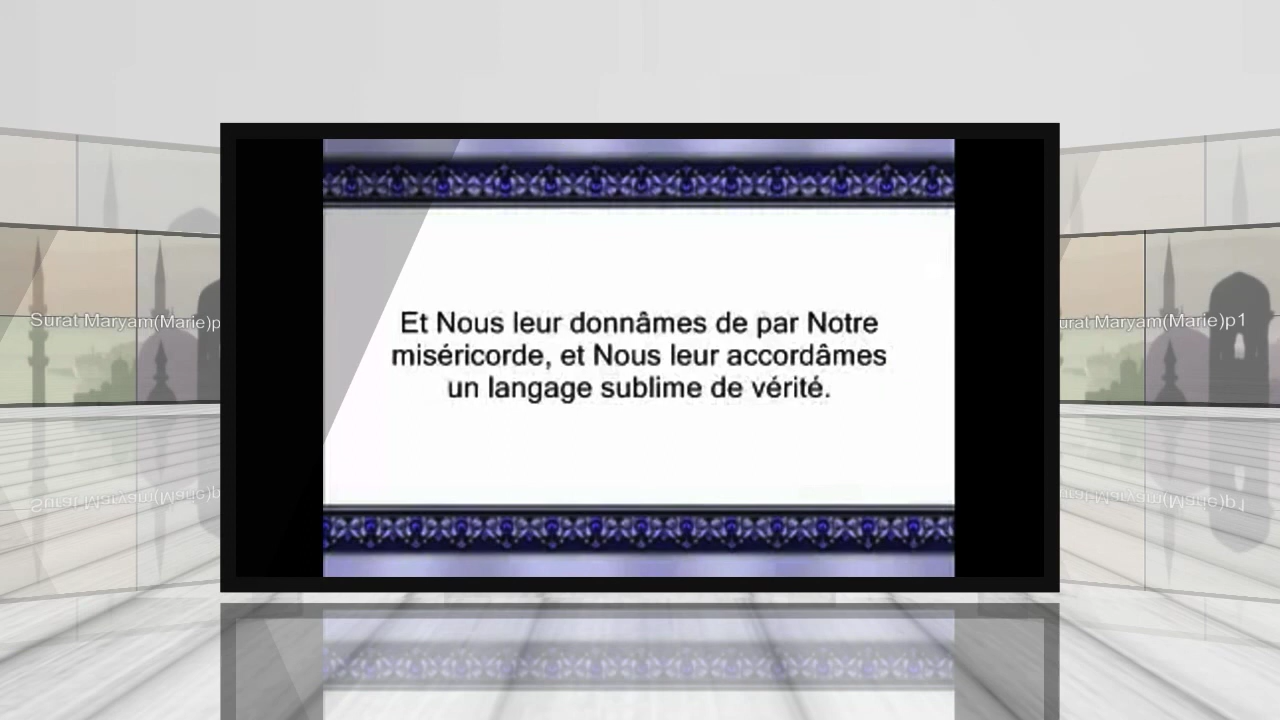 Et Nous leur donnâmes de par Notre
miséricorde, et Nous leur accordâmes
un langage sublime de vérité.
Surat Maryam(Marie)p
urat Maryam(Marie)p1